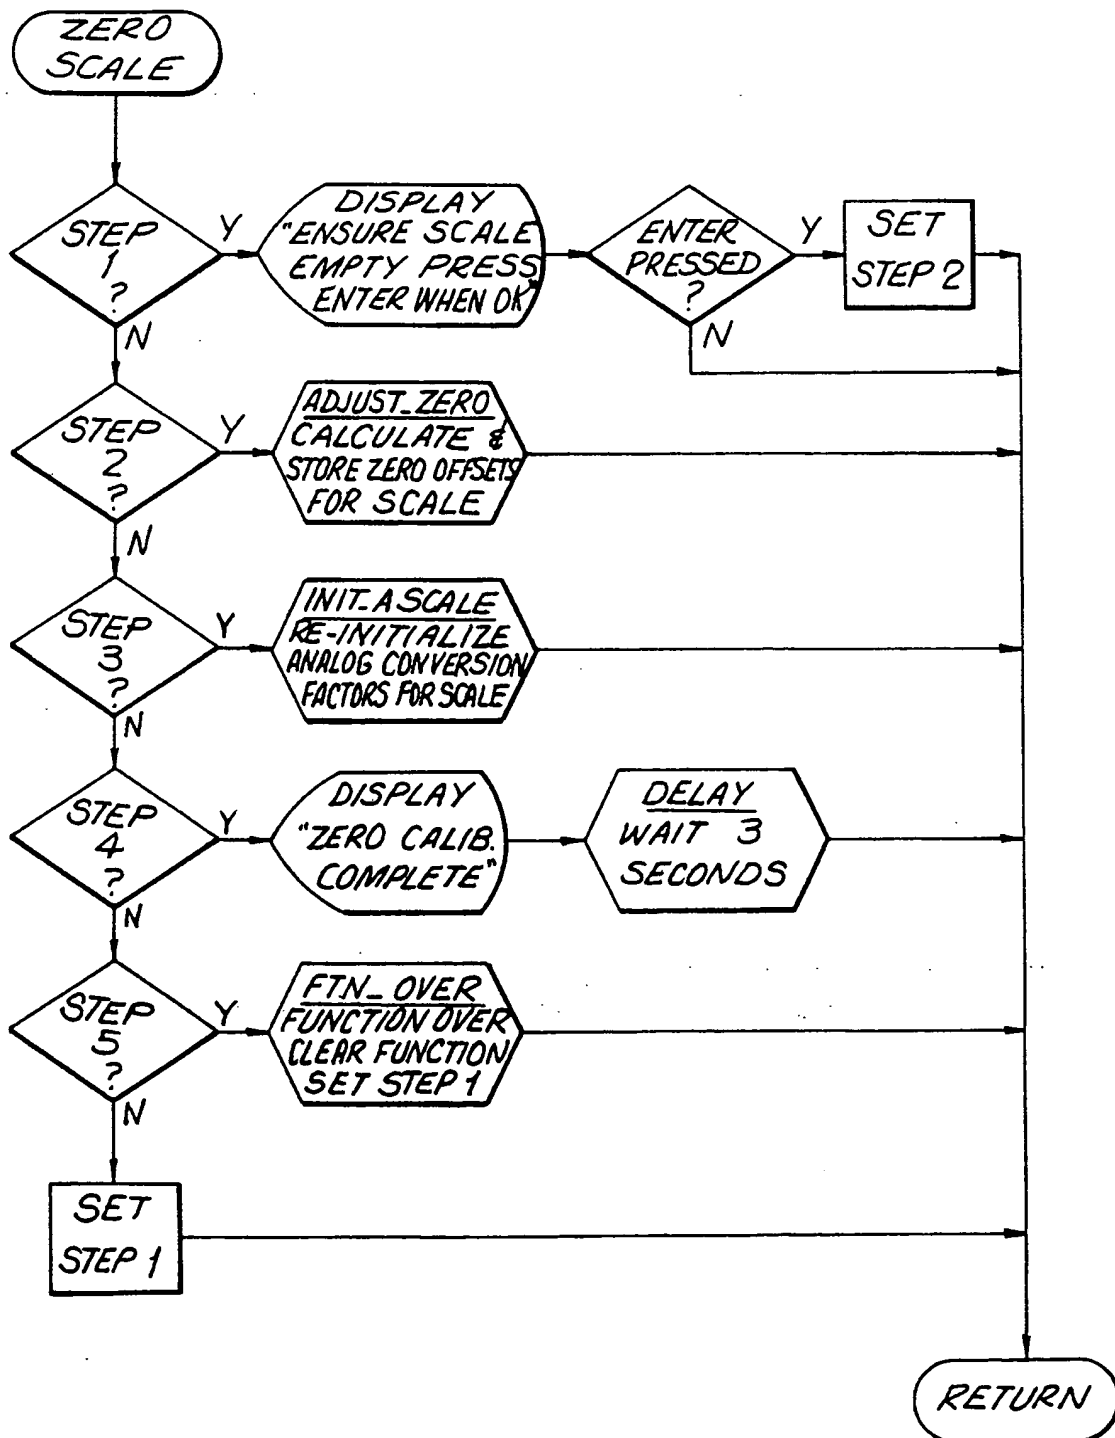 ZERO
SCALE
STEP
1
?
Y
N
DISPLAY
"ENSURE SCALE
EMPTY PRESS
ENTER WHEN OK"
ENTER
PRESSED
?
Y
N
SET
STEP 2
STEP
2
?
Y
N
ADJUST_ZERO
CALCULATE &
STORE ZERO OFFSETS
FOR SCALE
STEP
3
?
Y
N
INIT_ASCALE
RE-INITIALIZE
ANALOG CONVERSION
FACTORS FOR SCALE
STEP
4
?
Y
N
DISPLAY
"ZERO CALIB.
COMPLETE"
DELAY
WAIT 3
SECONDS
STEP
5
?
Y
N
FTN_OVER
FUNCTION OVER
CLEAR FUNCTION
SET STEP 1
SET
STEP 1
RETURN